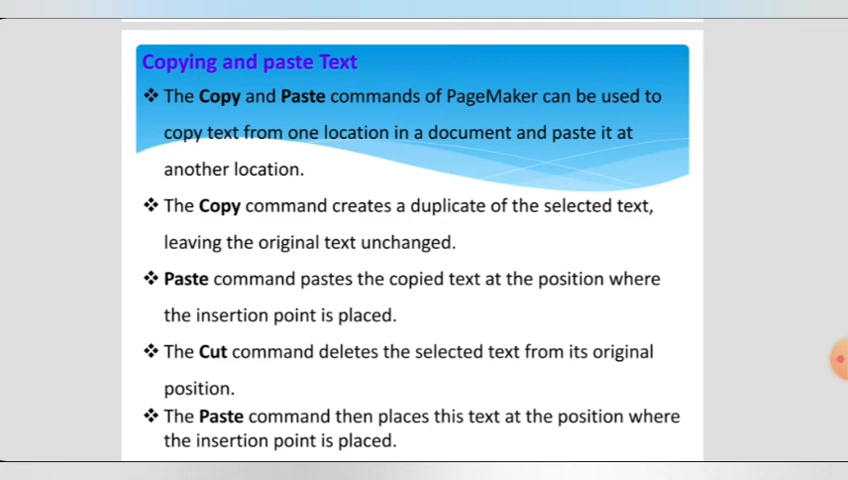 Copying and paste Text
❖ The Copy and Paste commands of PageMaker can be used to
copy text from one location in a document and paste it at
another location.
❖ The Copy command creates a duplicate of the selected text,
leaving the original text unchanged.
❖ Paste command pastes the copied text at the position where
the insertion point is placed.
❖ The Cut command deletes the selected text from its original
position.
❖ The Paste command then places this text at the position where
the insertion point is placed.